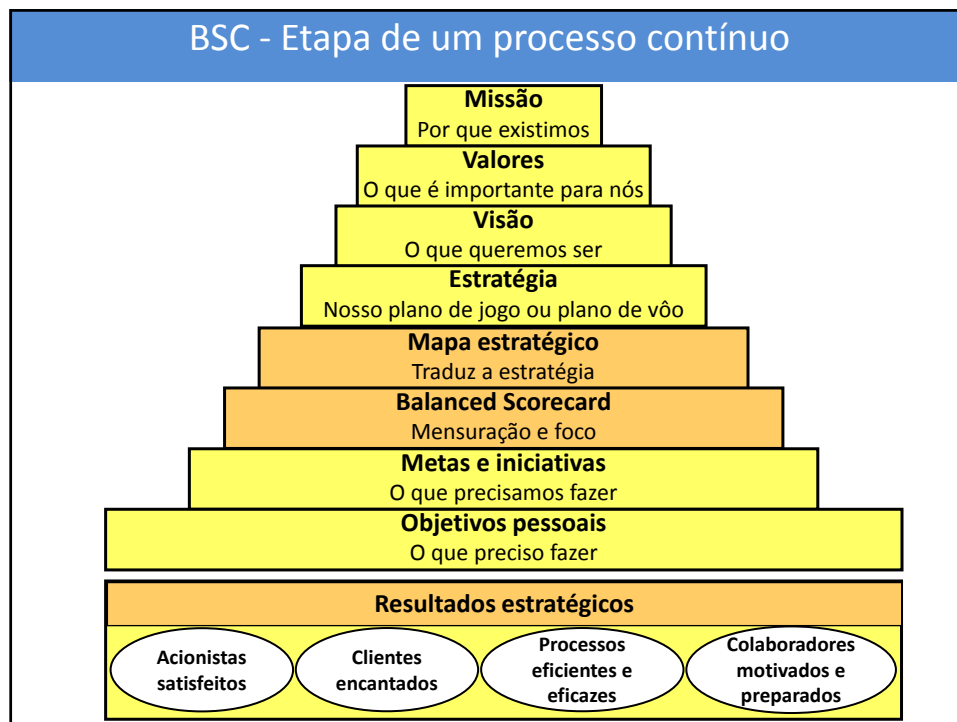 BSC - Etapa de um processo contínuo
Missão
Por que existimos
Valores
O que é importante para nós
Visão
O que queremos ser
Estratégia
Nosso plano de jogo ou plano de vôo
Mapa estratégico
Traduz a estratégia
Balanced Scorecard
Mensuração e foco
Metas e iniciativas
O que precisamos fazer
Objetivos pessoais
O que preciso fazer
Resultados estratégicos
Acionistas
satisfeitos
Clientes
encantados
Processos
eficientes e
eficazes
Colaboradores
motivados e
preparados